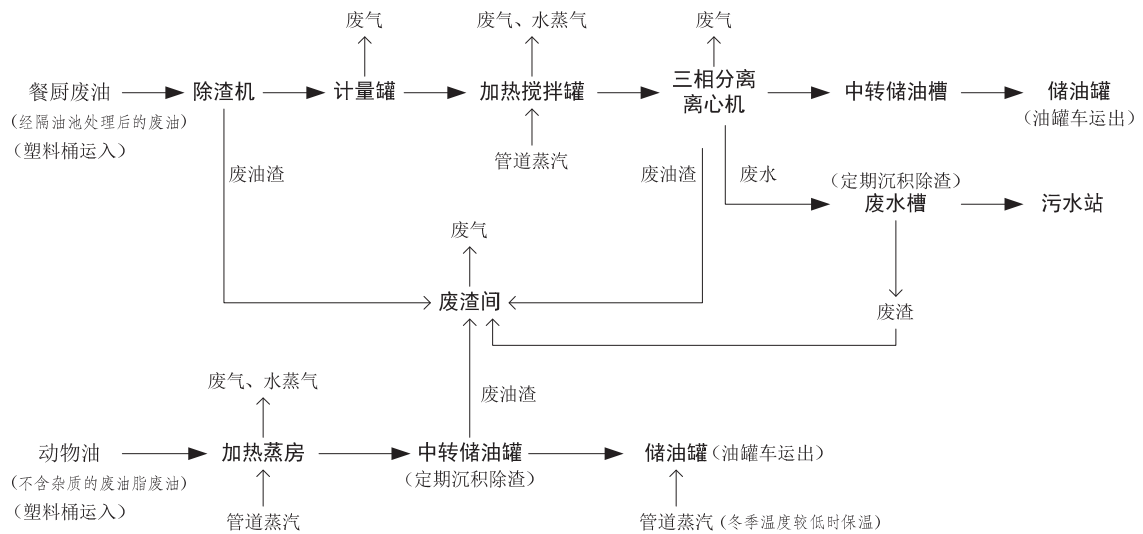 废气
废气、水蒸气
废气
餐厨废油
除渣机
计量罐
加热搅拌罐
三相分离
离心机
中转储油槽
储油罐
(经隔油池处理后的废油)
(油罐车运出)
(塑料桶运入)
管道蒸汽
废油渣
废油渣
废水
(定期沉积除渣)
废水槽
污水站
废气
废渣间
废渣
废气、水蒸气
废油渣
动物油
加热蒸房
中转储油罐
储油罐(油罐车运出)
(不含杂质的废油脂废油)
(定期沉积除渣)
(塑料桶运入)
管道蒸汽
管道蒸汽(冬季温度较低时保温)